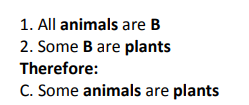 1. All animals are B
2. Some B are plants
Therefore:
C. Some animals are plants